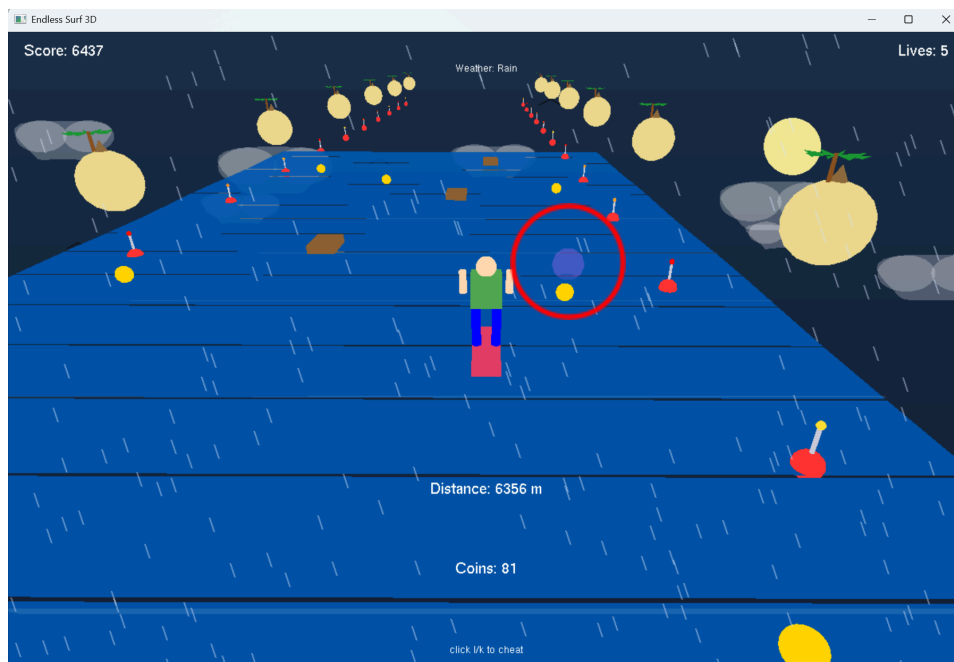 Endless Surf 3D
Score: 6437
Lives: 5
Weather: Rain
Distance: 6356 m
Coins: 81
click l/k to cheat